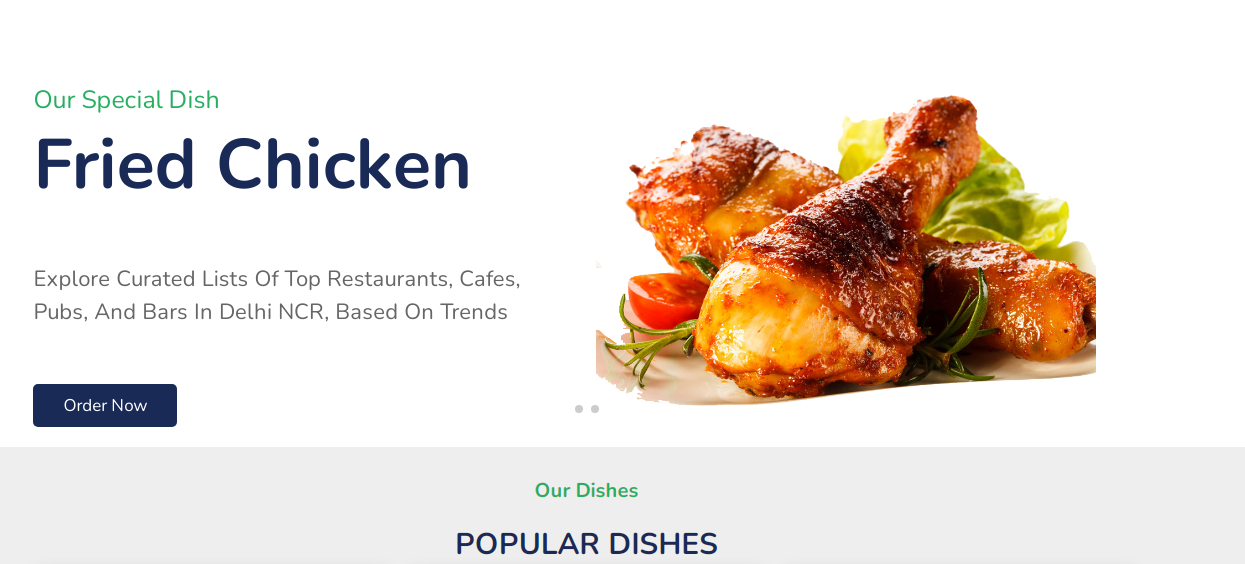 Our Special Dish
Fried Chicken
Explore Curated Lists Of Top Restaurants, Cafes,
Pubs, And Bars In Delhi NCR, Based On Trends
Order Now
Our Dishes
POPULAR DISHES